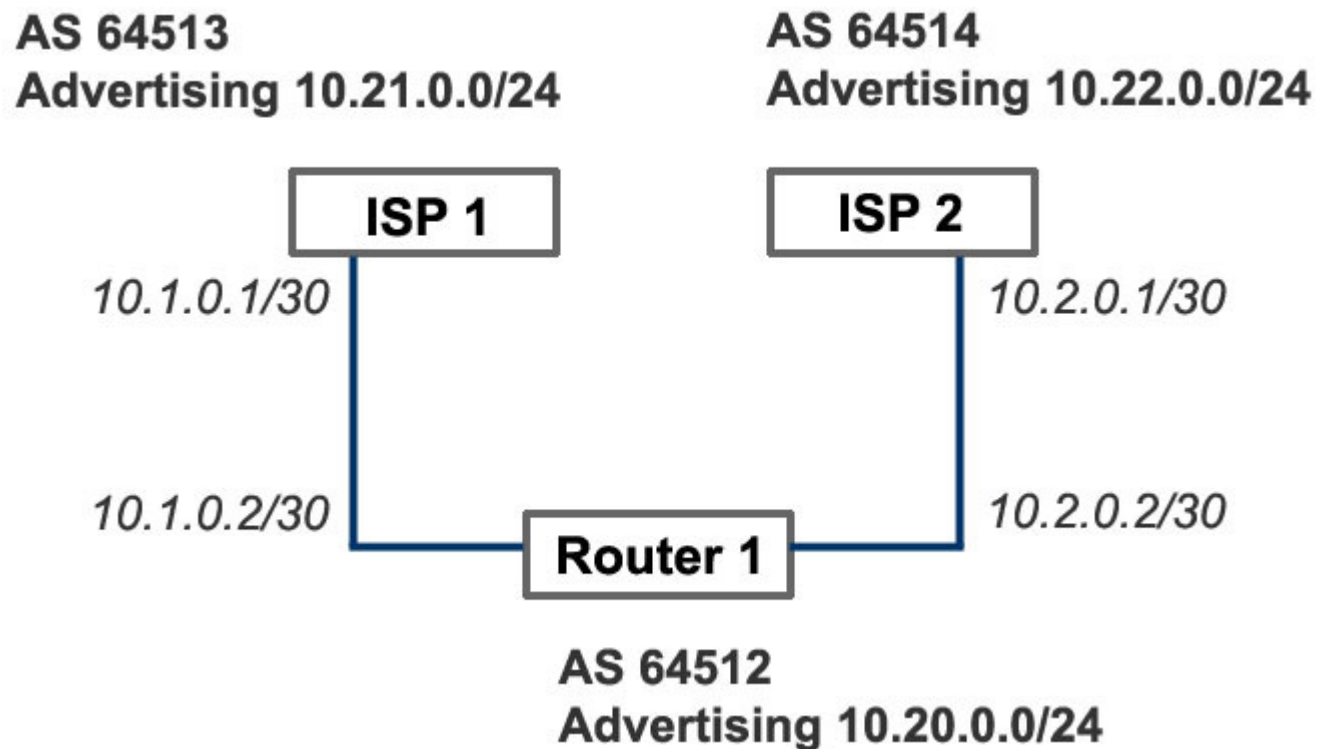 AS 64513
Advertising 10.21.0.0/24
AS 64514
Advertising 10.22.0.0/24
ISP 1
ISP 2
10.1.0.1/30
10.2.0.1/30
10.1.0.2/30
10.2.0.2/30
Router 1
AS 64512
Advertising 10.20.0.0/24